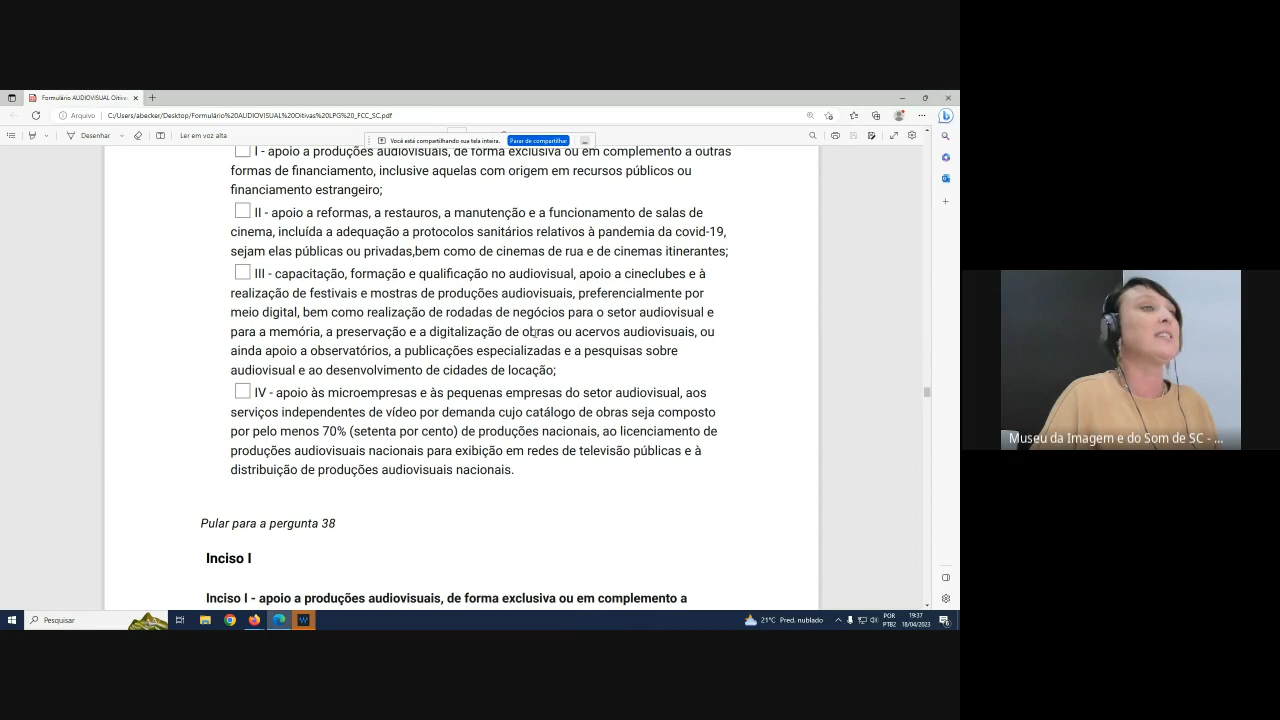 Formulário AUDIOVISUAL Oitivas
Arquivo
C:/Users/abecker/Desktop/Formulário%20AUDIOVISUAL%20Oitivas%20LPG%20_FCC_SC.pdf
Desenhar
Ler em voz alta
Você está compartilhando sua tela inteira.
Parar de compartilhar
I - apoio a produções audiovisuais, de forma exclusiva ou em complemento a outras
formas de financiamento, inclusive aquelas com origem em recursos públicos ou
financiamento estrangeiro;
II - apoio a reformas, a restauros, a manutenção e a funcionamento de salas de
cinema, incluída a adequação a protocolos sanitários relativos à pandemia da covid-19,
sejam elas públicas ou privadas,bem como de cinemas de rua e de cinemas itinerantes;
III - capacitação, formação e qualificação no audiovisual, apoio a cineclubes e à
realização de festivais e mostras de produções audiovisuais, preferencialmente por
meio digital, bem como realização de rodadas de negócios para o setor audiovisual e
para a memória, a preservação e a digitalização de obras ou acervos audiovisuais, ou
ainda apoio a observatórios, a publicações especializadas e a pesquisas sobre
audiovisual e ao desenvolvimento de cidades de locação;
IV - apoio às microempresas e às pequenas empresas do setor audiovisual, aos
serviços independentes de vídeo por demanda cujo catálogo de obras seja composto
por pelo menos 70% (setenta por cento) de produções nacionais, ao licenciamento de
produções audiovisuais nacionais para exibição em redes de televisão públicas e à
distribuição de produções audiovisuais nacionais.
Pular para a pergunta 38
Inciso I
Inciso I - apoio a produções audiovisuais, de forma exclusiva ou em complemento a
Museu da Imagem e do Som de SC - ...
Pesquisar
21°C Pred. nublado
POR
PTB2
19:37
18/04/2023